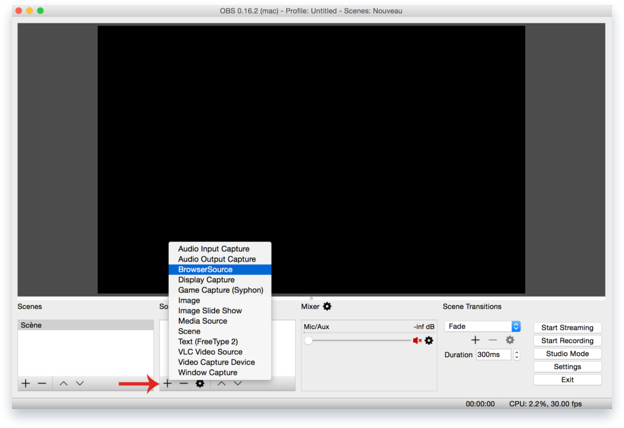 OBS 0.16.2 (mac) - Profile: Untitled - Scenes: Nouveau
Audio Input Capture
Audio Output Capture
BrowserSource
Display Capture
Game Capture (Syphon)
Image
Image Slide Show
Media Source
Scene
Text (FreeType 2)
VLC Video Source
Video Capture Device
Window Capture
Scenes
Scène
Mixer
Mic/Aux -inf dB
Scene Transitions
Fade
Duration 300ms
Start Streaming
Start Recording
Studio Mode
Settings
Exit
00:00:00 CPU: 2.2%, 30.00 fps